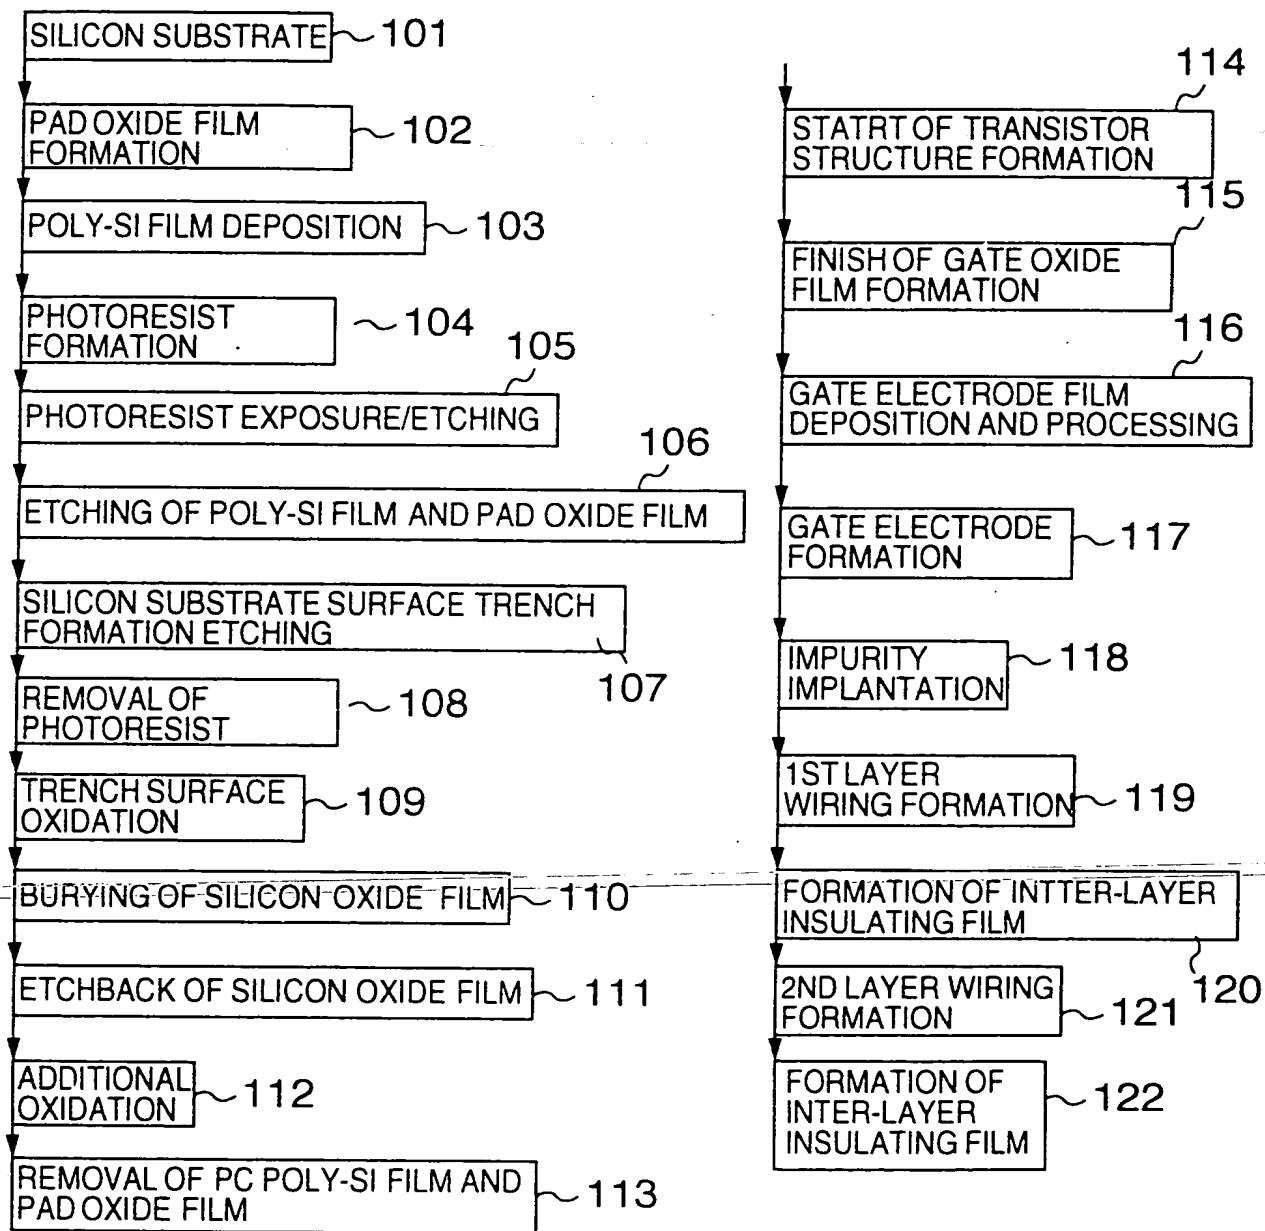 SILICON SUBSTRATE 101
PAD OXIDE FILM
FORMATION
102
POLY-SI FILM DEPOSITION 103
PHOTORESIST
FORMATION
104
105
PHOTORESIST EXPOSURE/ETCHING
106
ETCHING OF POLY-SI FILM AND PAD OXIDE FILM
SILICON SUBSTRATE SURFACE TRENCH
FORMATION ETCHING
107
REMOVAL OF
PHOTORESIST
108
TRENCH SURFACE
OXIDATION
109
BURYING OF SILICON OXIDE FILM 110
ETCHBACK OF SILICON OXIDE FILM 111
ADDITIONAL
OXIDATION
112
REMOVAL OF PC POLY-SI FILM AND
PAD OXIDE FILM
113
114
STATRT OF TRANSISTOR
STRUCTURE FORMATION
115
FINISH OF GATE OXIDE
FILM FORMATION
116
GATE ELECTRODE FILM
DEPOSITION AND PROCESSING
GATE ELECTRODE
FORMATION
117
IMPURITY
IMPLANTATION
118
1ST LAYER
WIRING FORMATION
119
FORMATION OF INTTER-LAYER
INSULATING FILM
120
2ND LAYER WIRING
FORMATION
121
FORMATION OF
INTER-LAYER
INSULATING FILM
122